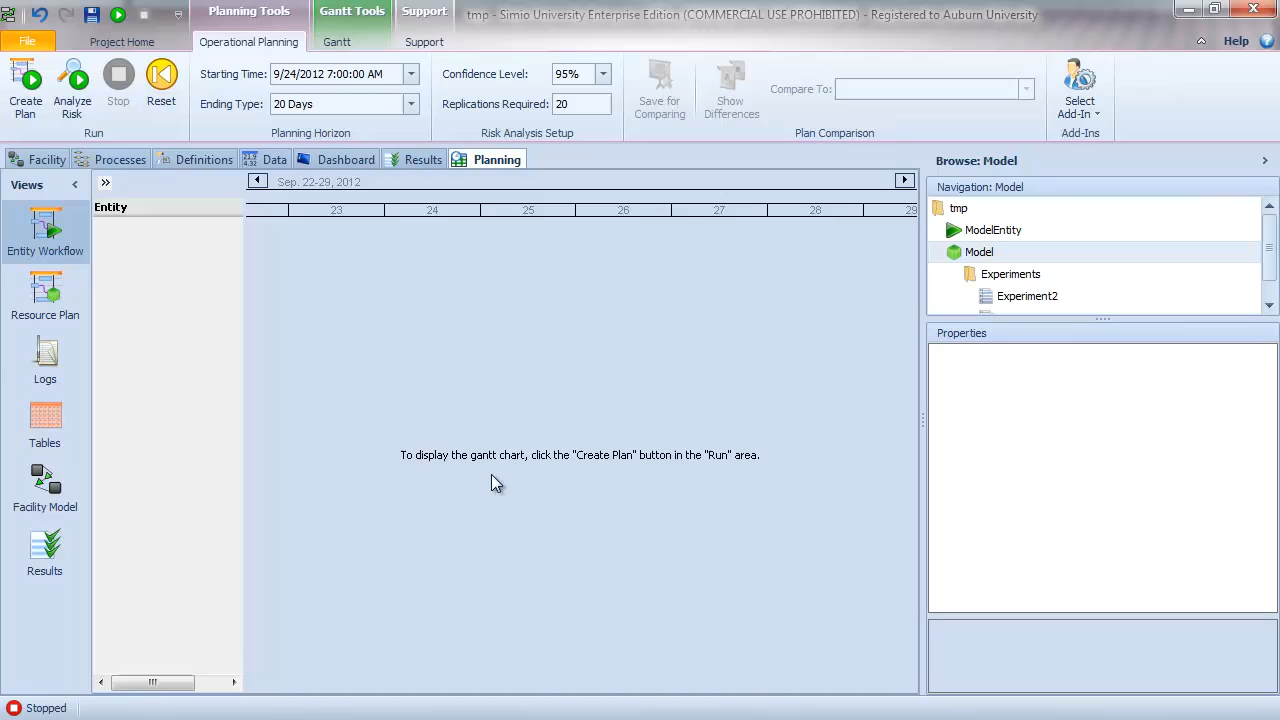 Planning Tools
Gantt Tools
Support
tmp - Simio University Enterprise Edition (COMMERCIAL USE PROHIBITED) - Registered to Auburn University
File
Project Home
Operational Planning
Gantt
Support
Help
Create Plan
Analyze Risk
Stop
Reset
Run
Starting Time: 9/24/2012 7:00:00
Ending Type: 20 Days
Planning Horizon
Confidence Level: 95%
Replications Required: 20
Risk Analysis Setup
Save for Comparing
Show Differences
Compare To:
Plan Comparison
Select Add-In
Add-Ins
Facility
Processes
Definitions
Data
Dashboard
Results
Planning
Views
Entity Workflow
Resource Plan
Logs
Tables
Facility Model
Results
Sep. 22-29, 2012
Entity
23 24 25 26 27 28 29
To display the gantt chart, click the "Create Plan" button in the "Run" area.
Browse: Model
Navigation: Model
tmp
ModelEntity
Model
Experiments
Experiment2
Properties
Stopped